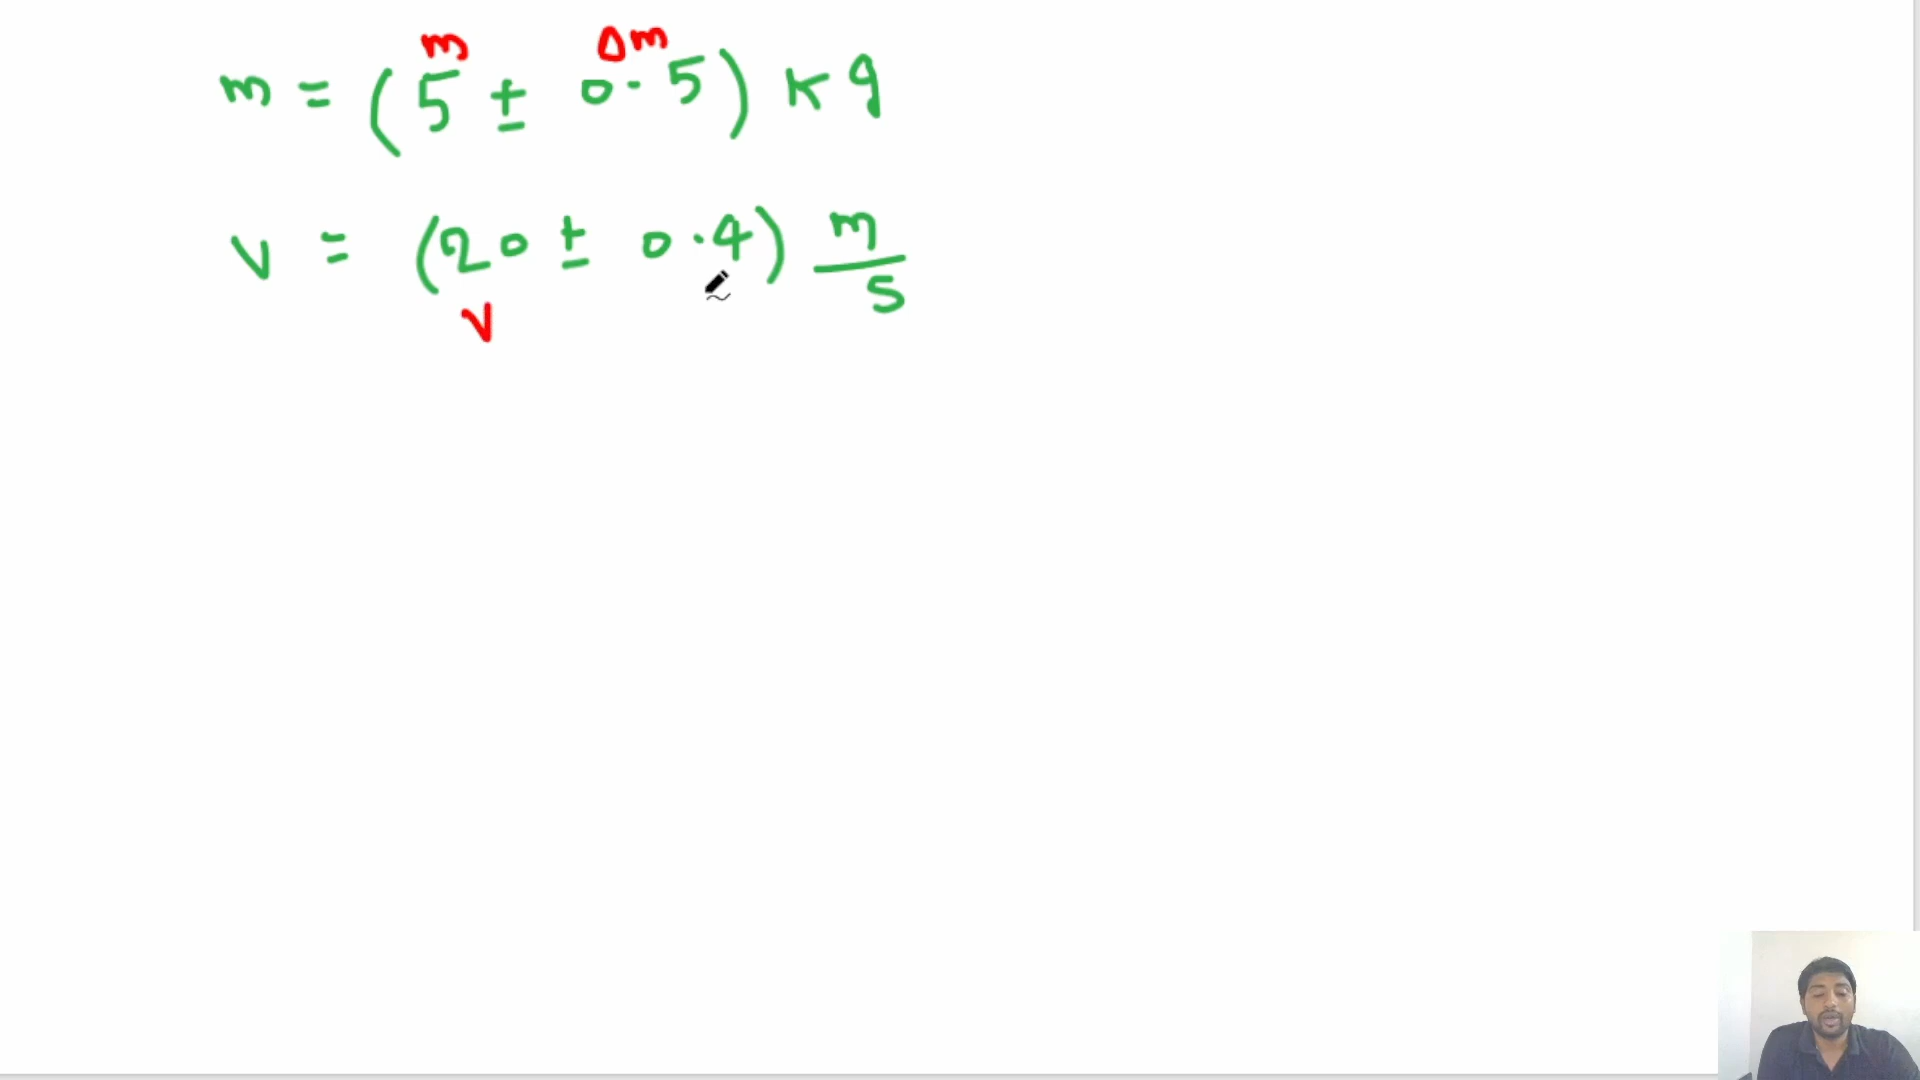 m Δm
m = (5 ± 0.5) kg
v = (20 ± 0.4) m/s
v